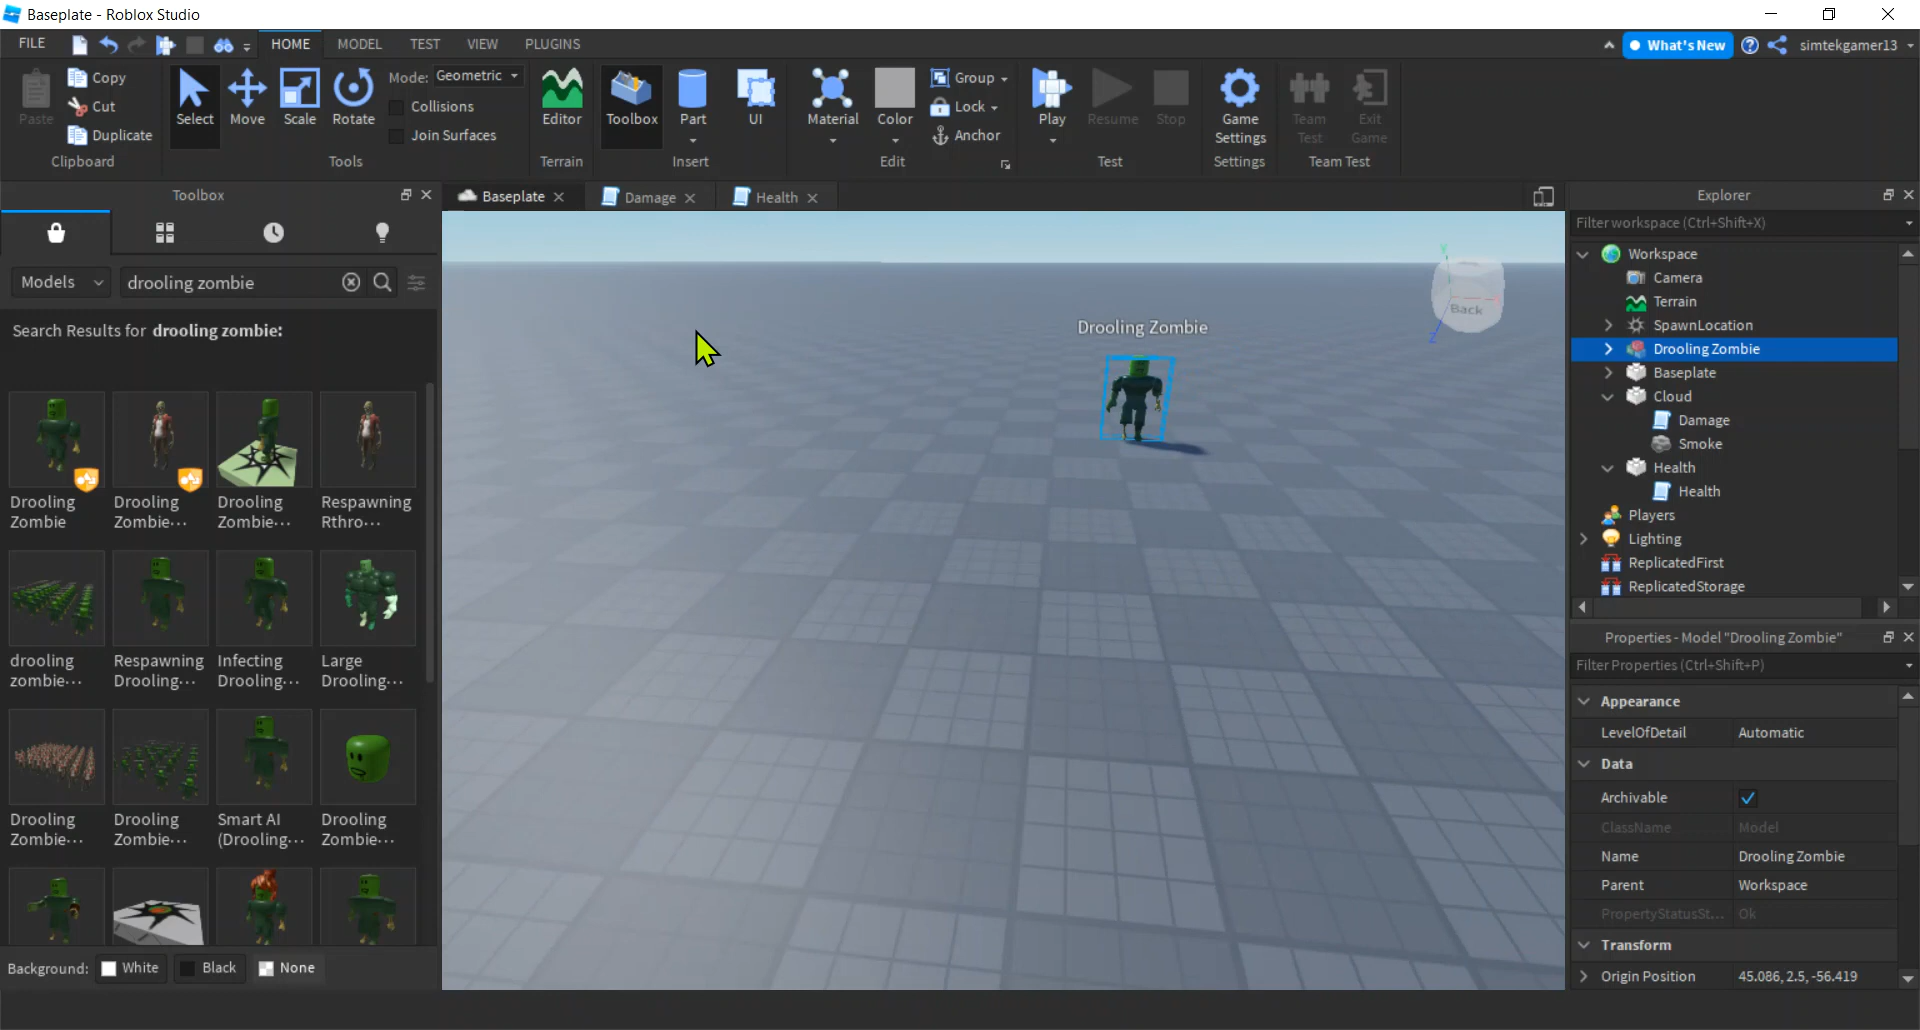 Baseplate - Roblox Studio
FILE
HOME
MODEL
TEST
VIEW
PLUGINS
What's New
simtekgamer13
Paste
Copy
Cut
Duplicate
Clipboard
Select
Move
Scale
Rotate
Mode: Geometric
Collisions
Join Surfaces
Tools
Editor
Terrain
Toolbox
Part
UI
Insert
Material
Color
Group
Lock
Anchor
Edit
Play
Resume
Stop
Test
Game
Settings
Settings
Team
Test
Exit
Game
Team Test
Toolbox
Models
drooling zombie
Search Results for drooling zombie:
Drooling
Zombie
Drooling
Zombie...
Drooling
Zombie...
Respawning
Rthro...
drooling
zombie...
Respawning
Drooling...
Infecting
Drooling...
Large
Drooling...
Drooling
Zombie...
Drooling
Zombie...
Smart AI
(Drooling...
Drooling
Zombie...
Background: White Black None
Baseplate
Damage
Health
Drooling Zombie
Y
Back
Z
Explorer
Filter workspace (Ctrl+Shift+X)
Workspace
Camera
Terrain
SpawnLocation
Drooling Zombie
Baseplate
Cloud
Damage
Smoke
Health
Health
Players
Lighting
ReplicatedFirst
ReplicatedStorage
Properties - Model "Drooling Zombie"
Filter Properties (Ctrl+Shift+P)
Appearance
LevelOfDetail Automatic
Data
Archivable
ClassName Model
Name Drooling Zombie
Parent Workspace
PropertyStatusSt... Ok
Transform
Origin Position 45.086, 2.5, -56.419